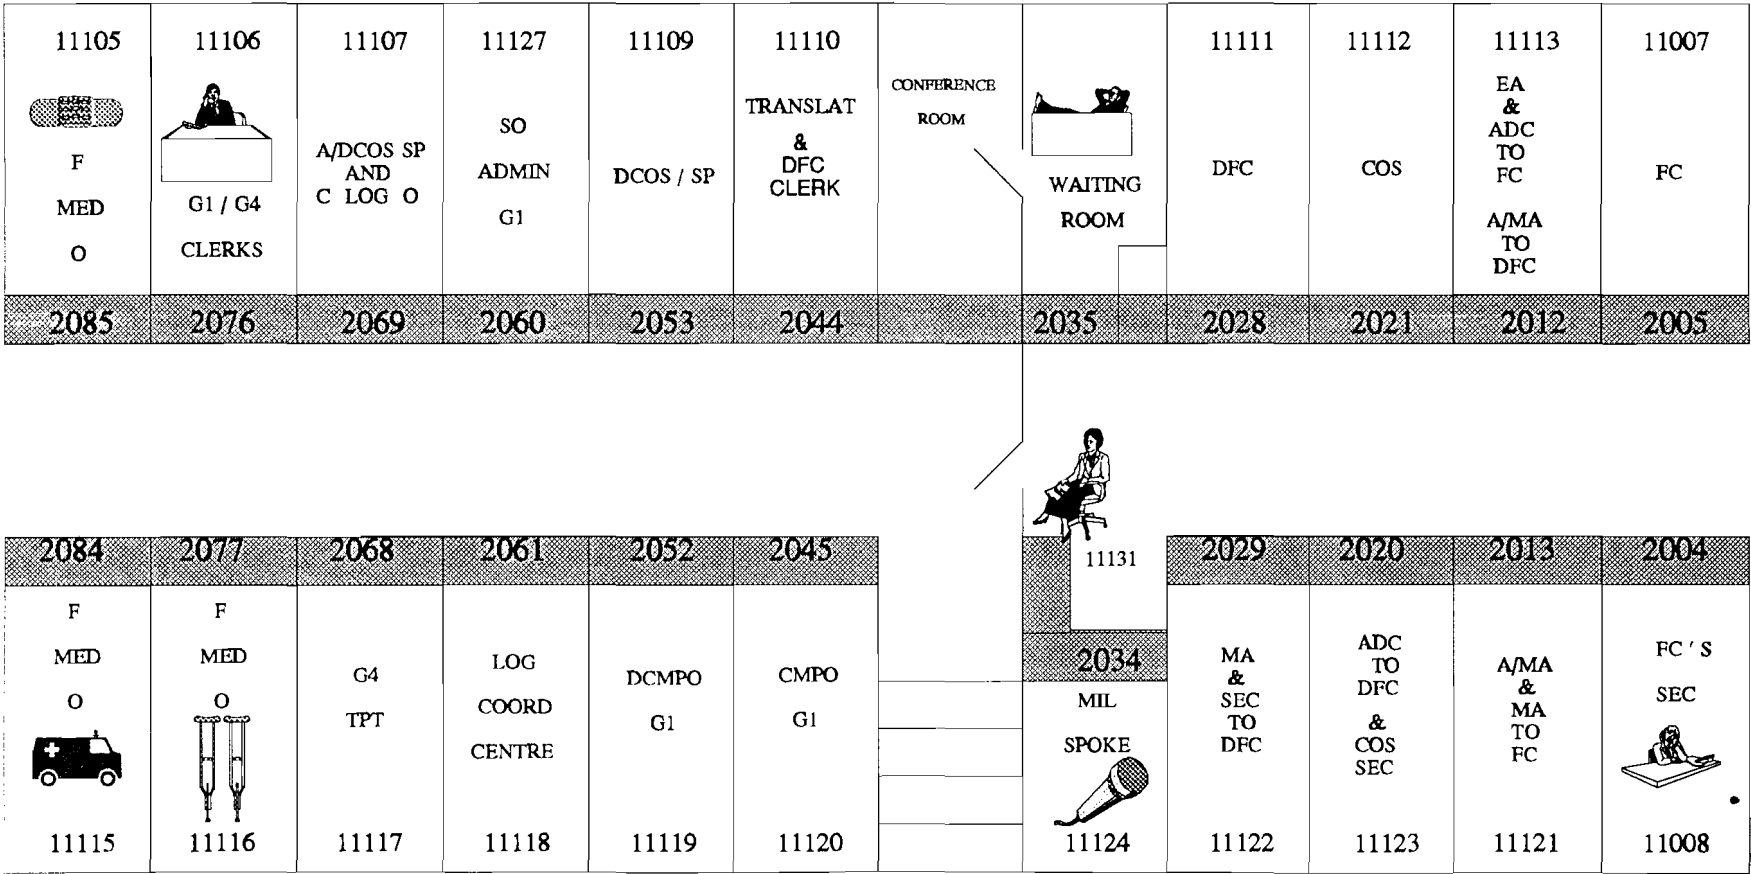 11105
F
MED
O
2085
11106
G1 / G4
CLERKS
2076
11107
A/DCOS SP
AND
C LOG O
2069
11127
SO
ADMIN
G1
2060
11109
DCOS / SP
2053
11110
TRANSLAT
&
DFC
CLERK
2044
CONFERENCE
ROOM
WAITING
ROOM
2035
11111
DFC
2028
11112
COS
2021
11113
EA
&
ADC
TO
FC
A/MA
TO
DFC
2012
11007
FC
2005
2084
F
MED
O
11115
2077
F
MED
O
11116
2068
G4
TPT
11117
2061
LOG
COORD
CENTRE
11118
2052
DCMPO
G1
11119
2045
CMPO
G1
11120
11131
2034
MIL
SPOKE
11124
2029
MA
&
SEC
TO
DFC
11122
2020
ADC
TO
DFC
&
COS
SEC
11123
2013
A/MA
&
MA
TO
FC
11121
2004
FC ' S
SEC
11008